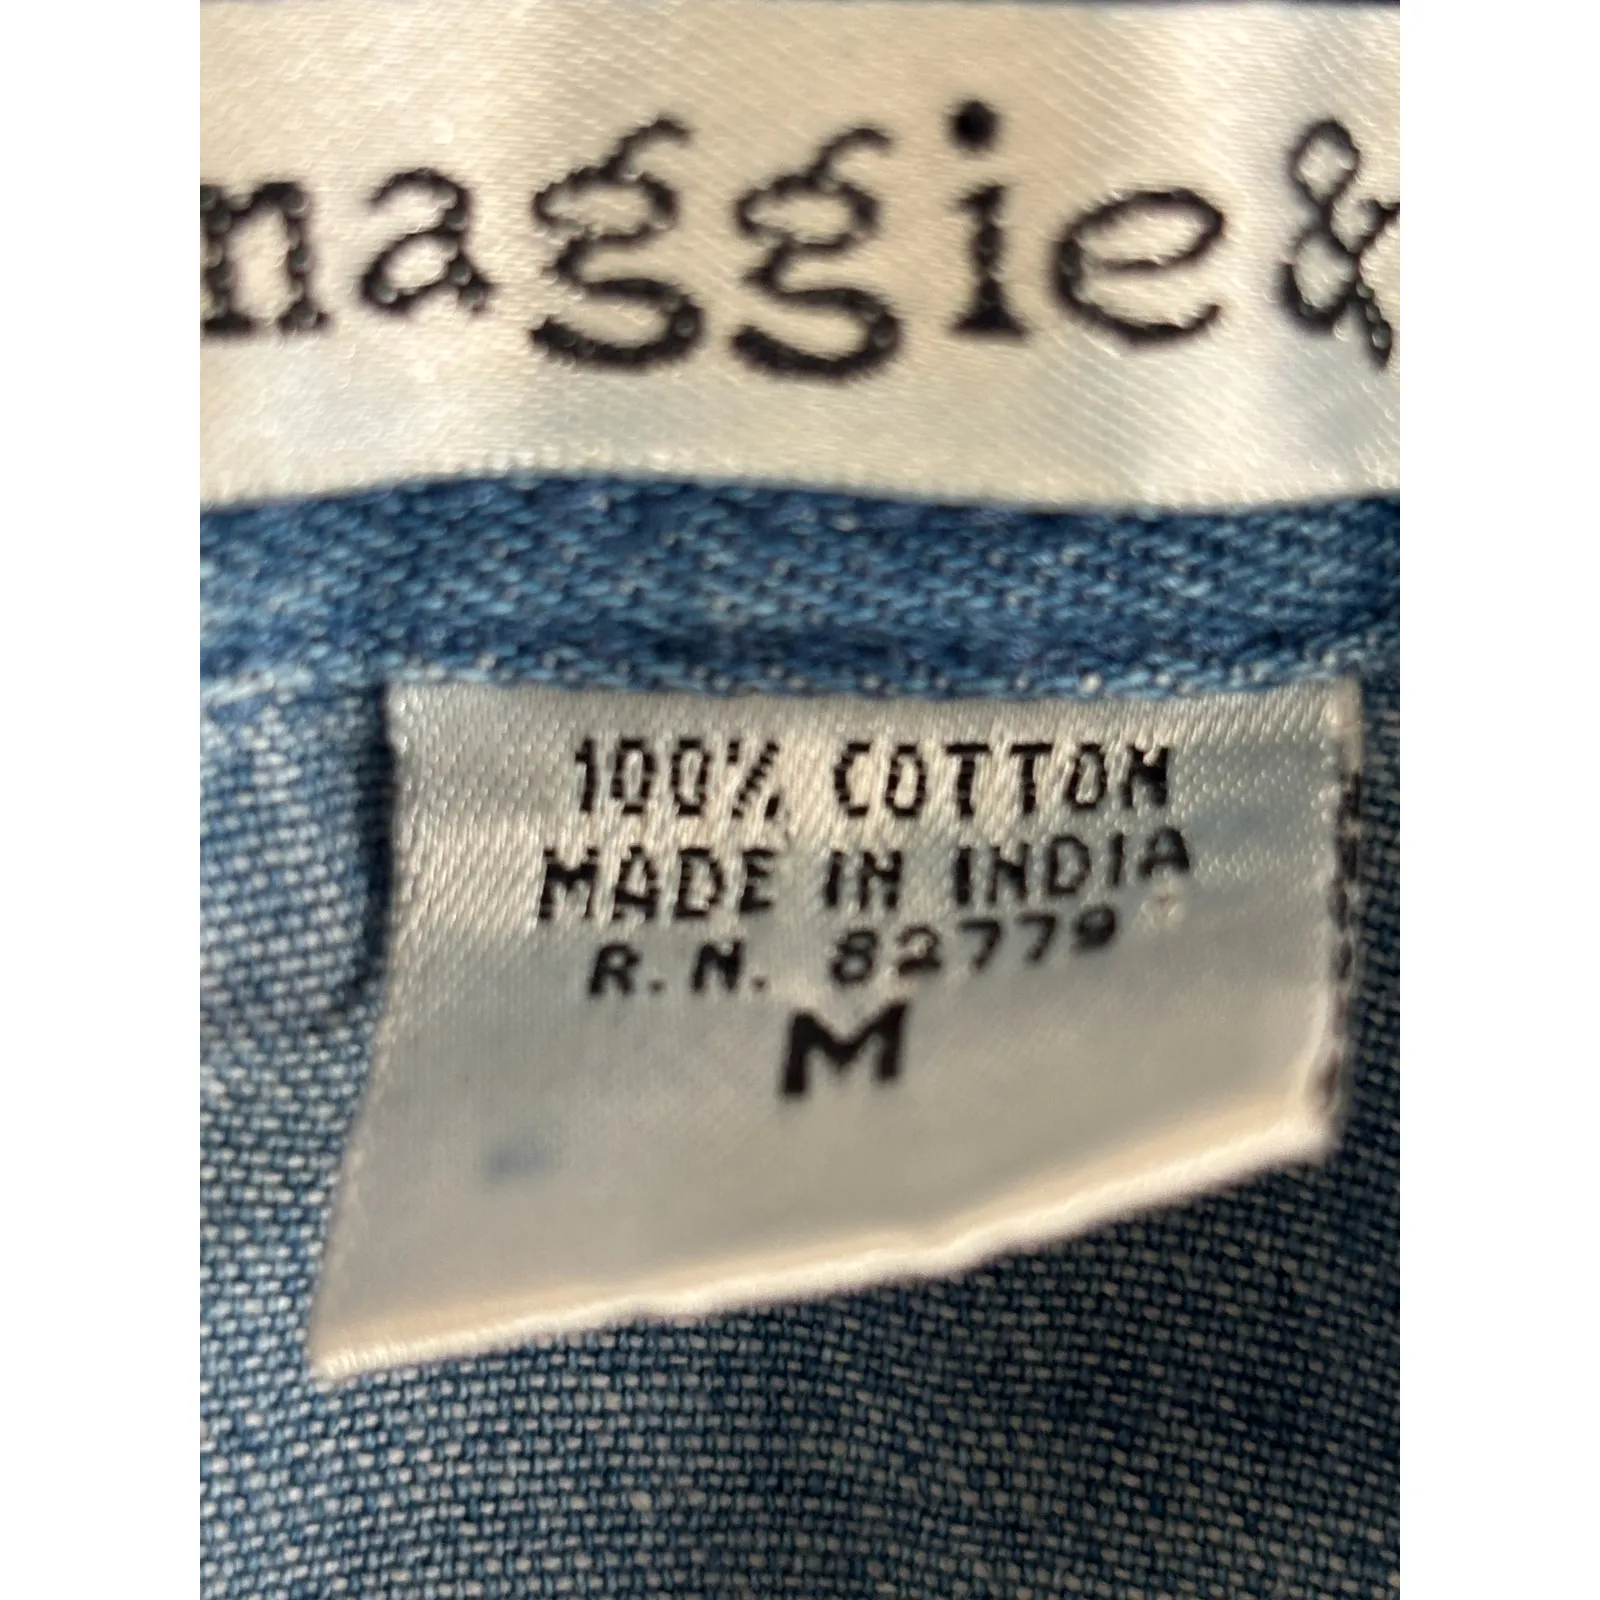 maggie &
100% COTTON
MADE IN INDIA
R.N. 82779
M